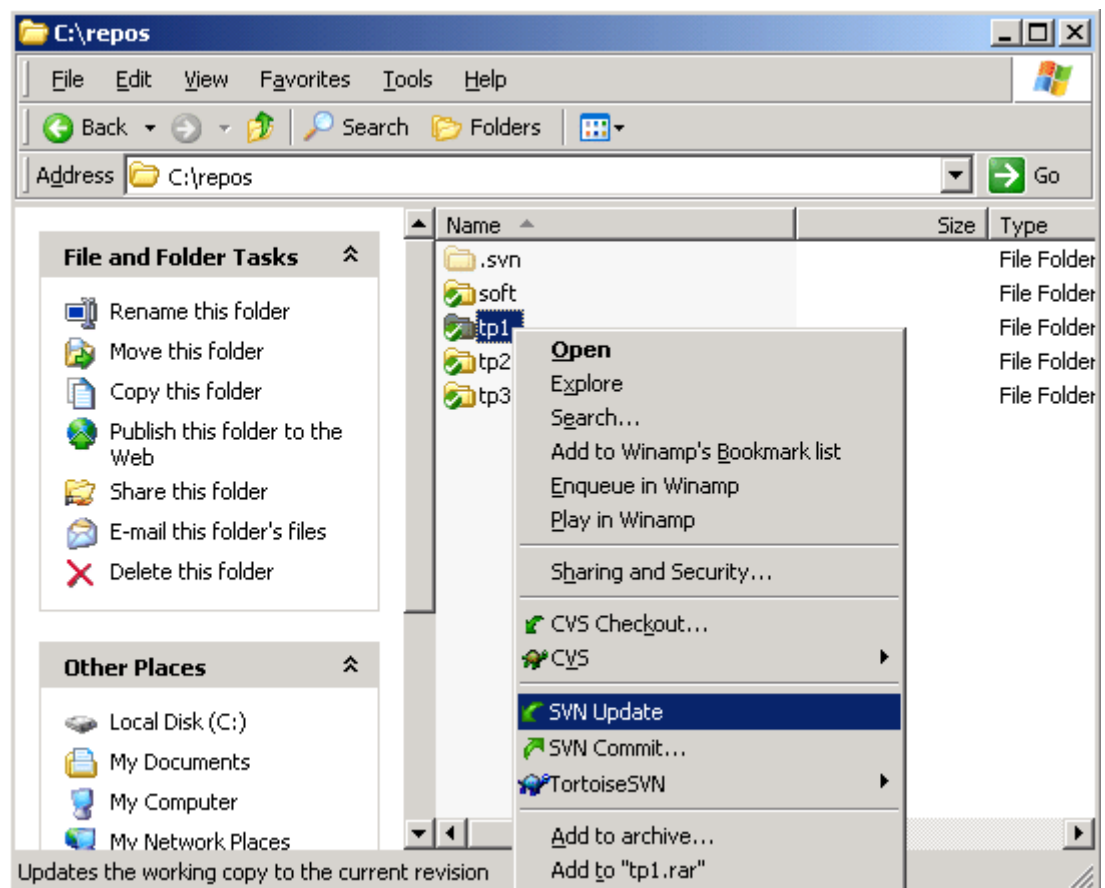 C:\repos
File Edit View Favorites Tools Help
Back Search Folders
Address C:\repos Go
File and Folder Tasks
Rename this folder
Move this folder
Copy this folder
Publish this folder to the
Web
Share this folder
E-mail this folder's files
Delete this folder
Other Places
Local Disk (C:)
My Documents
My Computer
My Network Places
Name Size Type
.svn File Folder
soft File Folder
tp1 File Folder
tp2 File Folder
tp3 File Folder
Open
Explore
Search...
Add to Winamp's Bookmark list
Enqueue in Winamp
Play in Winamp
Sharing and Security...
CVS Checkout...
CVS
SVN Update
SVN Commit...
TortoiseSVN
Add to archive...
Add to "tp1.rar"
Updates the working copy to the current revision